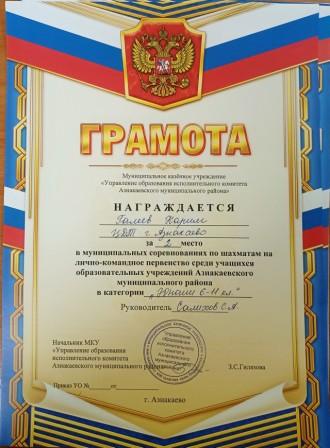 ГРАМОТА
Муниципальное казённое учреждение
«Управление образования исполнительного комитета
Азнакаевского муниципального района»
НАГРАЖДАЕТСЯ
Галеев Карим
ЦДТ г. Азнакаево
за 2 место
в муниципальных соревнованиях по шахматам на
лично-командное первенство среди учащихся
образовательных учреждений Азнакаевского
муниципального района
в категории „Юноши 6-11 кл."
Руководитель Салихов С.А.
Начальник МКУ
«Управление образования
исполнительного комитета
Азнакаевского муниципального района»
З.С.Гилязова
Приказ УО № от
г. Азнакаево